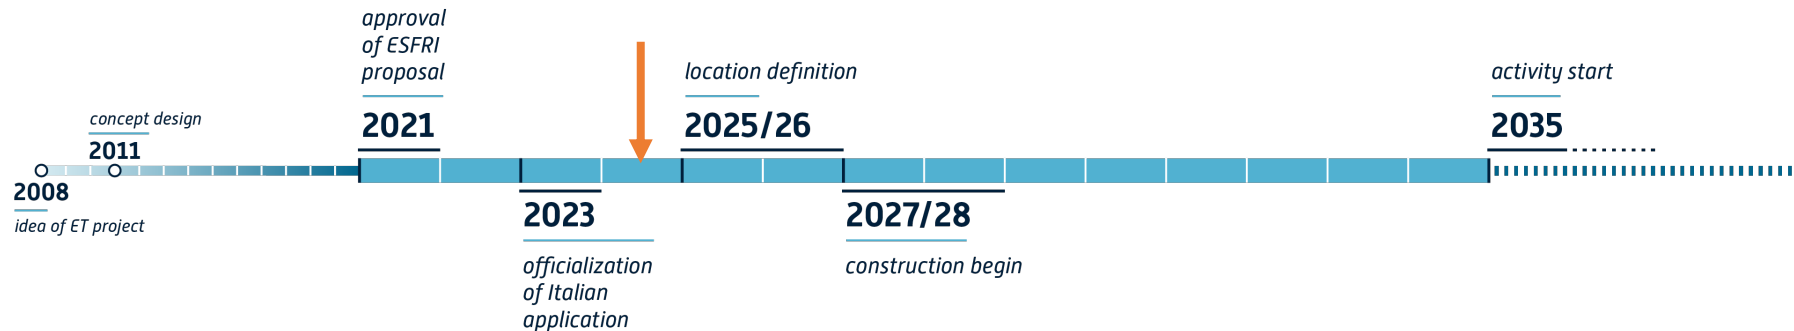 2008
idea of ET project
concept design
2011
approval
of ESFRI
proposal
2021
2023
officialization
of Italian
application
location definition
2025/26
2027/28
construction begin
activity start
2035